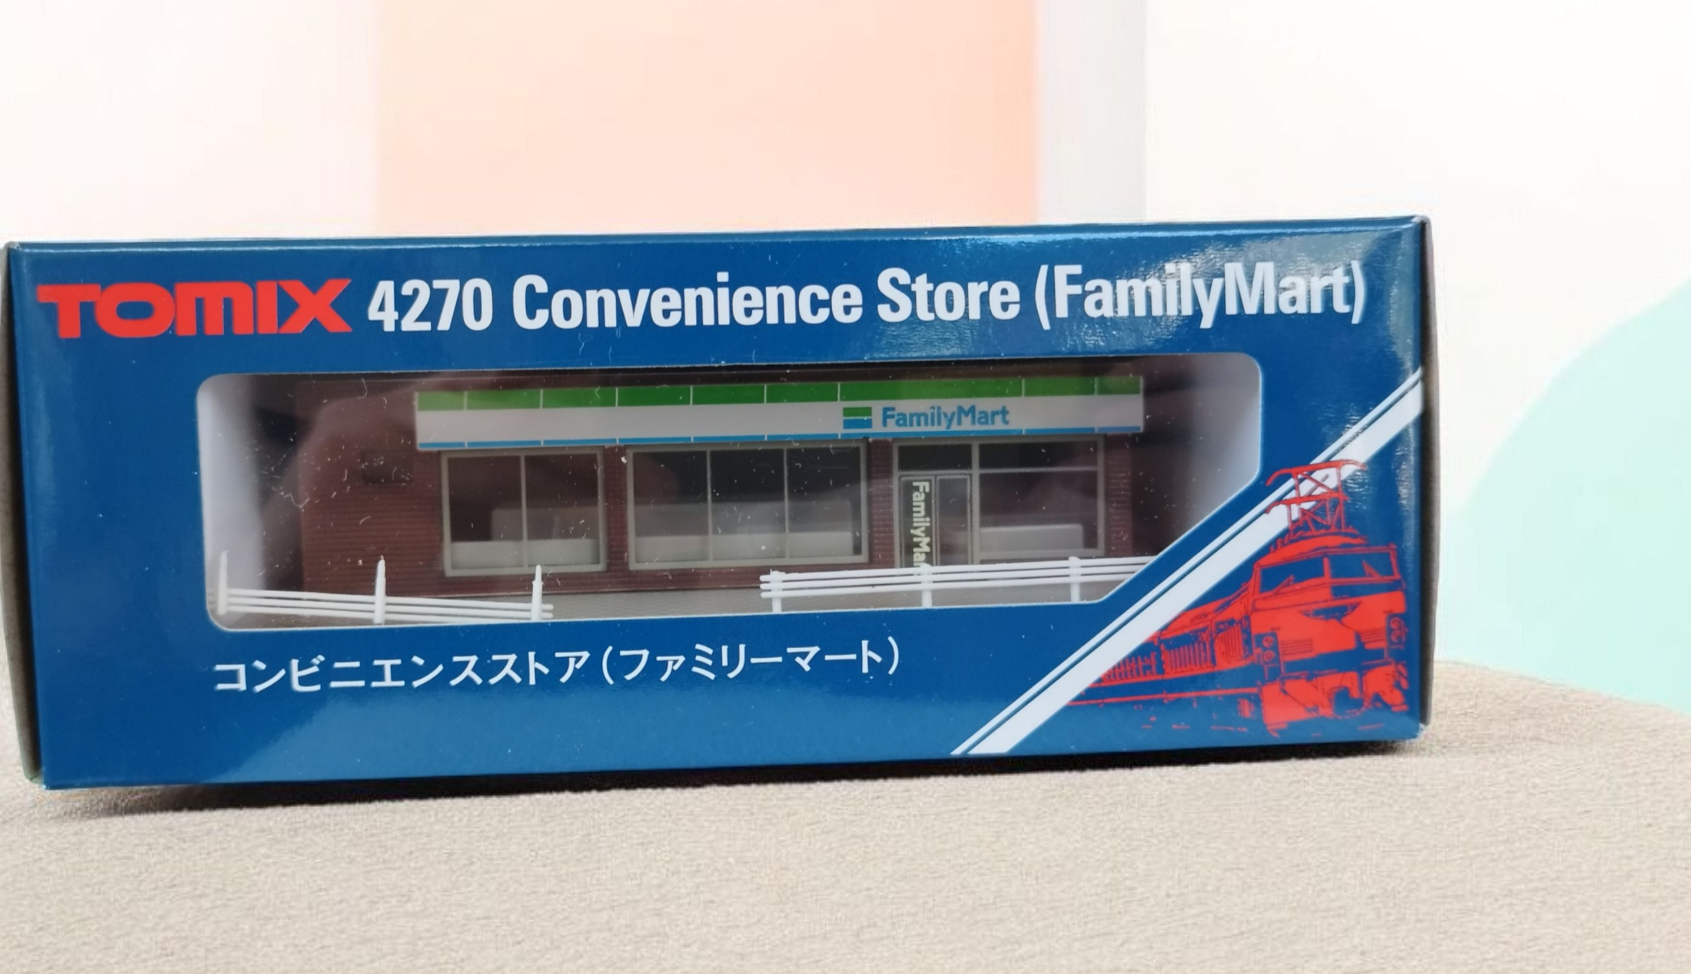 TOMIX 4270 Convenience Store (FamilyMart)
FamilyMart
FamilyMa
コンビニエンスストア(ファミリーマート)